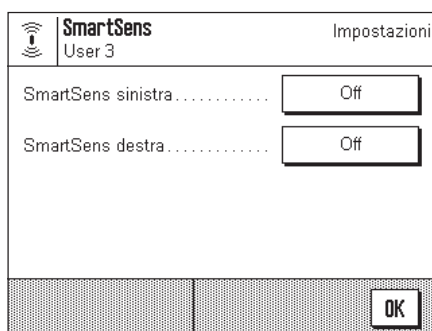 SmartSens Impostazioni
User 3
SmartSens sinistra............ Off
SmartSens destra............. Off
OK